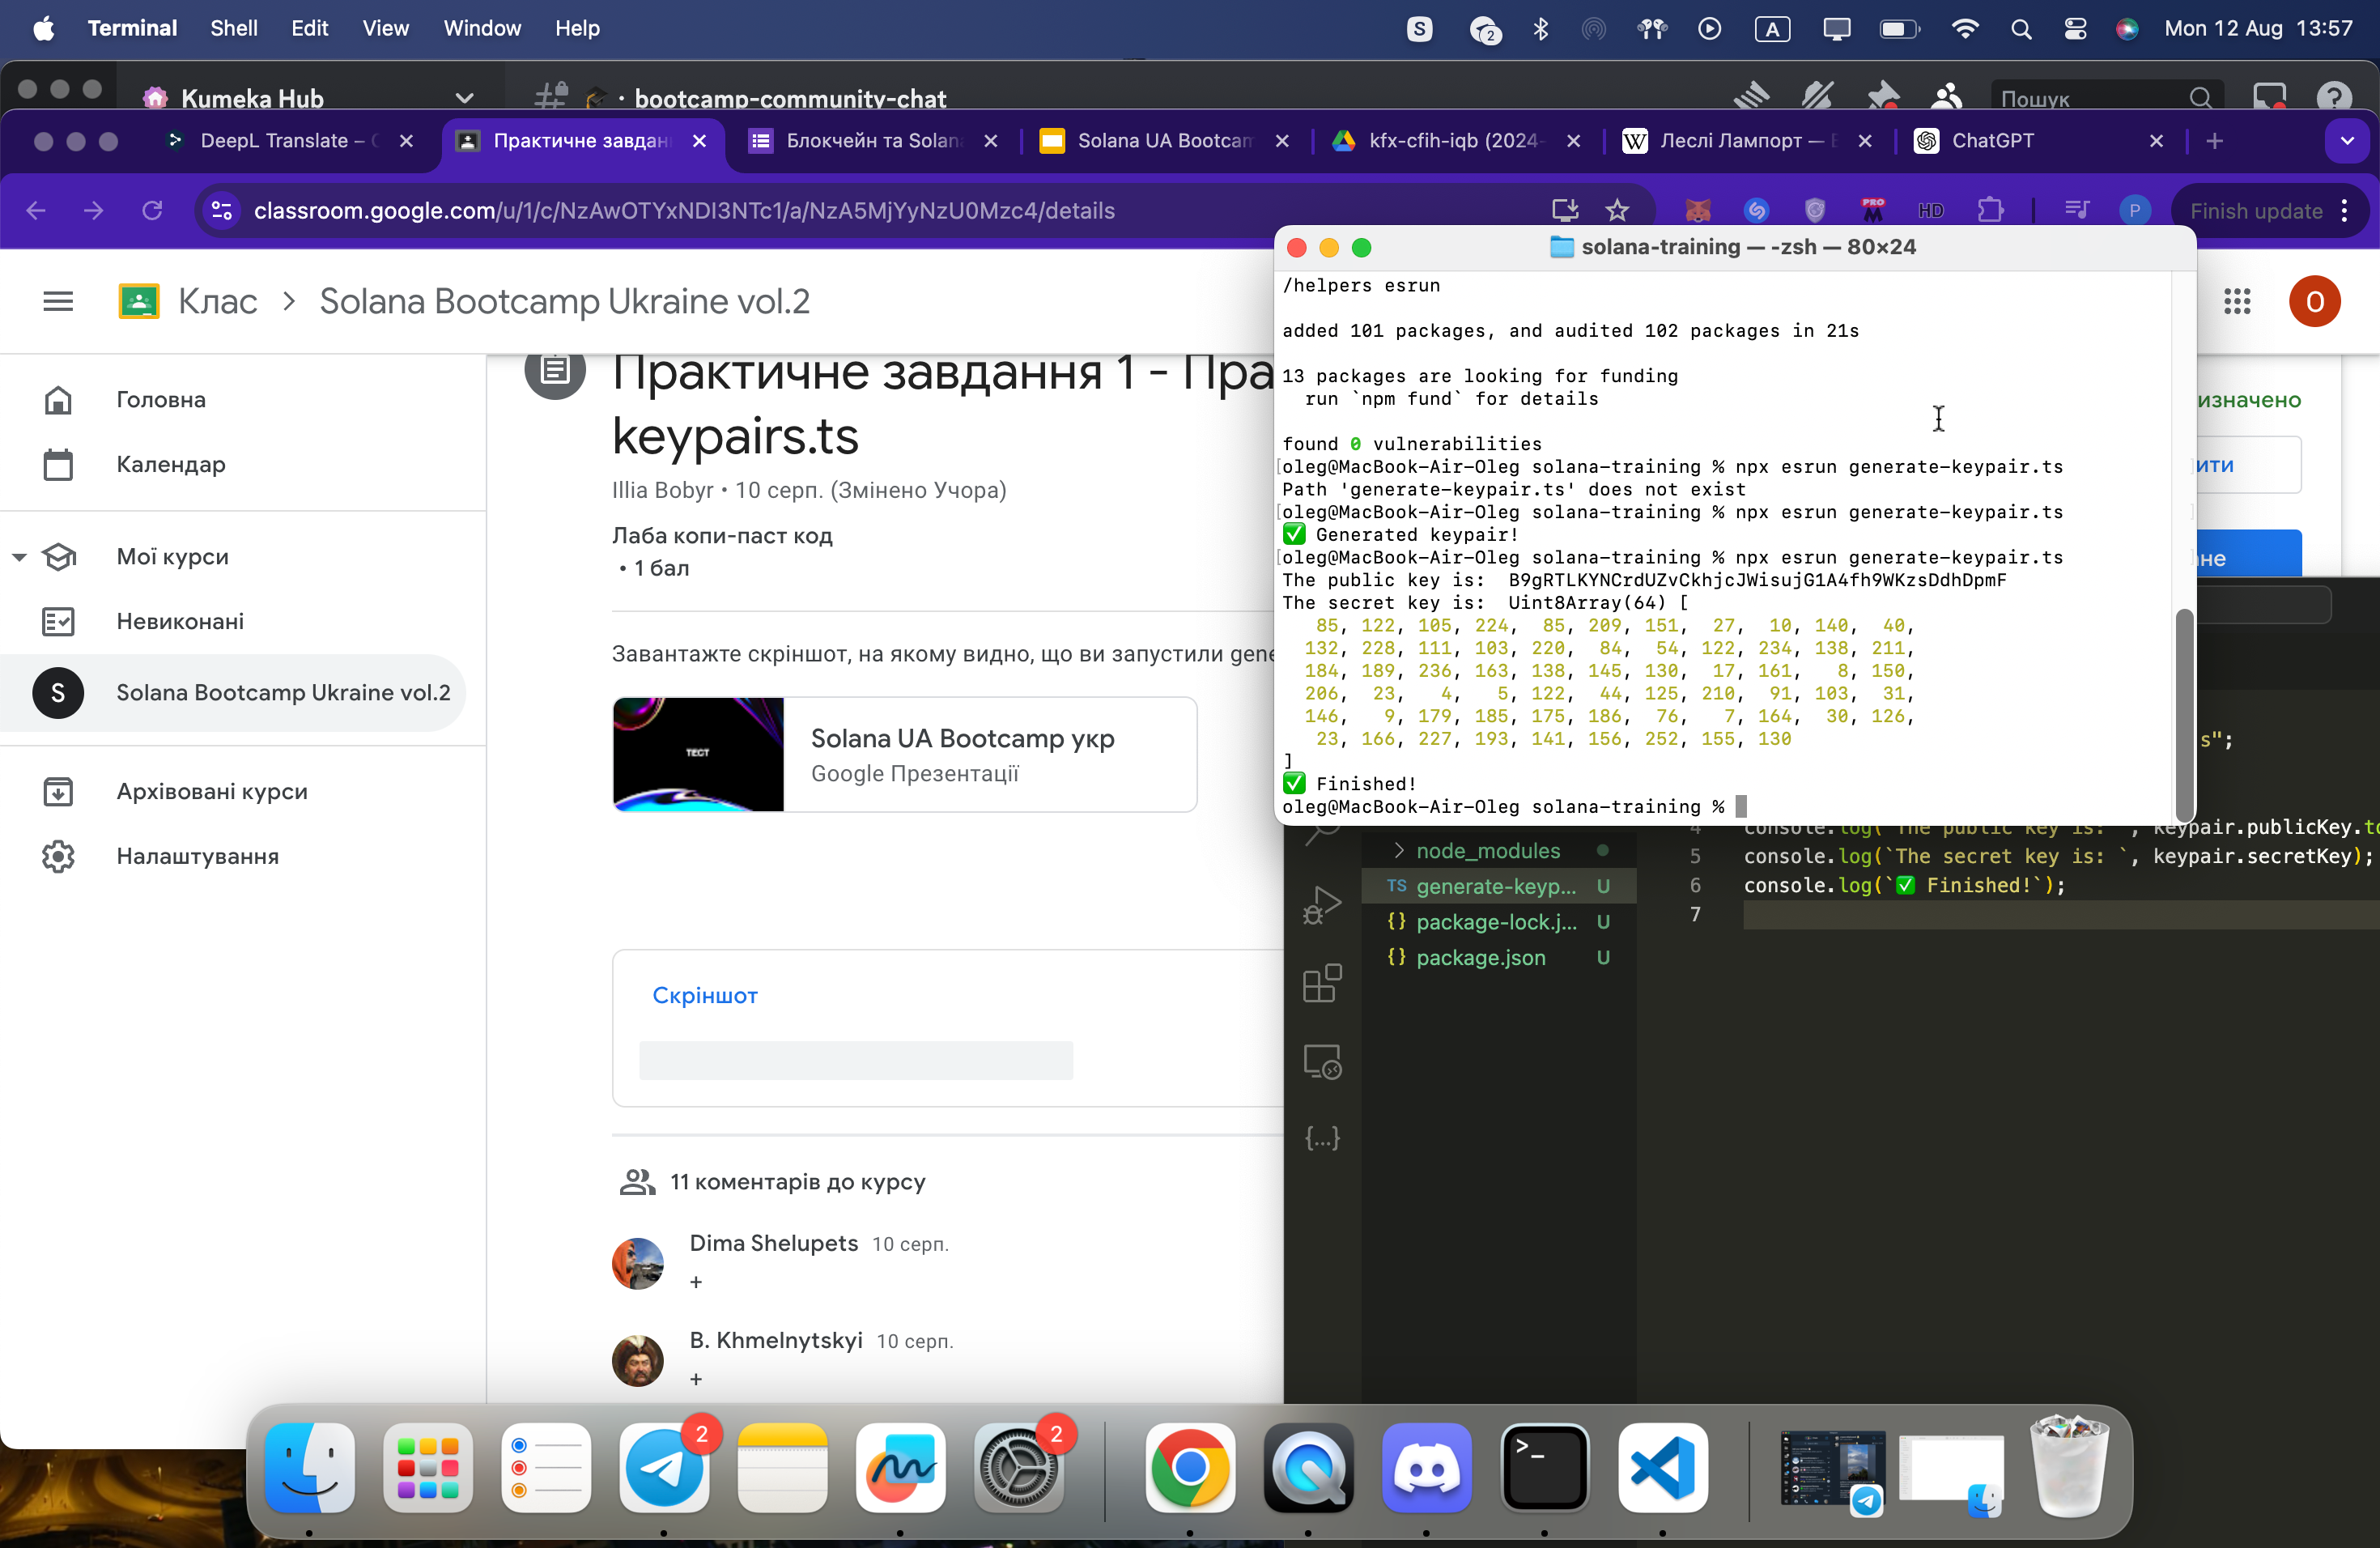 Terminal Shell Edit View Window Help
Mon 12 Aug 13:57
Kumeka Hub
bootcamp-community-chat
Пошук
DeepL Translate –
Практичне завдан
Блокчейн та Solan
Solana UA Bootcam
kfx-cfih-iqb (2024-
Леслі Лампорт —
ChatGPT
classroom.google.com/u/1/c/NzAwOTYxNDI3NTc1/a/NzA5MjYyNzU0Mzc4/details
PRO
HD
P
Finish update
Клас > Solana Bootcamp Ukraine vol.2
O
Головна
Календар
Мої курси
Невиконані
S Solana Bootcamp Ukraine vol.2
Архівовані курси
Налаштування
Практичне завдання 1 - Пра
keypairs.ts
Illia Bobyr • 10 серп. (Змінено Учора)
Лаба копи-паст код
• 1 бал
Завантажте скріншот, на якому видно, що ви запустили gene
ТЕСТ
Solana UA Bootcamp укр
Google Презентації
Скріншот
11 коментарів до курсу
Dima Shelupets 10 серп.
+
B. Khmelnytskyi 10 серп.
+
изначено
ити
не
solana-training — -zsh — 80×24
/helpers esrun
added 101 packages, and audited 102 packages in 21s
13 packages are looking for funding
run `npm fund` for details
found 0 vulnerabilities
[oleg@MacBook-Air-Oleg solana-training % npx esrun generate-keypair.ts ]
Path 'generate-keypair.ts' does not exist
[oleg@MacBook-Air-Oleg solana-training % npx esrun generate-keypair.ts ]
✅ Generated keypair!
[oleg@MacBook-Air-Oleg solana-training % npx esrun generate-keypair.ts ]
The public key is:  B9gRTLKYNCrdUZvCkhjcJWisujG1A4fh9WKzsDdhDpmF
The secret key is:  Uint8Array(64) [
85, 122, 105, 224, 85, 209, 151, 27, 10, 140, 40,
132, 228, 111, 103, 220, 84, 54, 122, 234, 138, 211,
184, 189, 236, 163, 138, 145, 130, 17, 161, 8, 150,
206, 23, 4, 5, 122, 44, 125, 210, 91, 103, 31,
146, 9, 179, 185, 175, 186, 76, 7, 164, 30, 126,
23, 166, 227, 193, 141, 156, 252, 155, 130
]
✅ Finished!
oleg@MacBook-Air-Oleg solana-training %
s";
node_modules
TS generate-keyp... U
{} package-lock.j... U
{} package.json U
4 console.log(`The public key is: `, keypair.publicKey.to
5 console.log(`The secret key is: `, keypair.secretKey);
6 console.log(`✅ Finished!`);
7
2
2